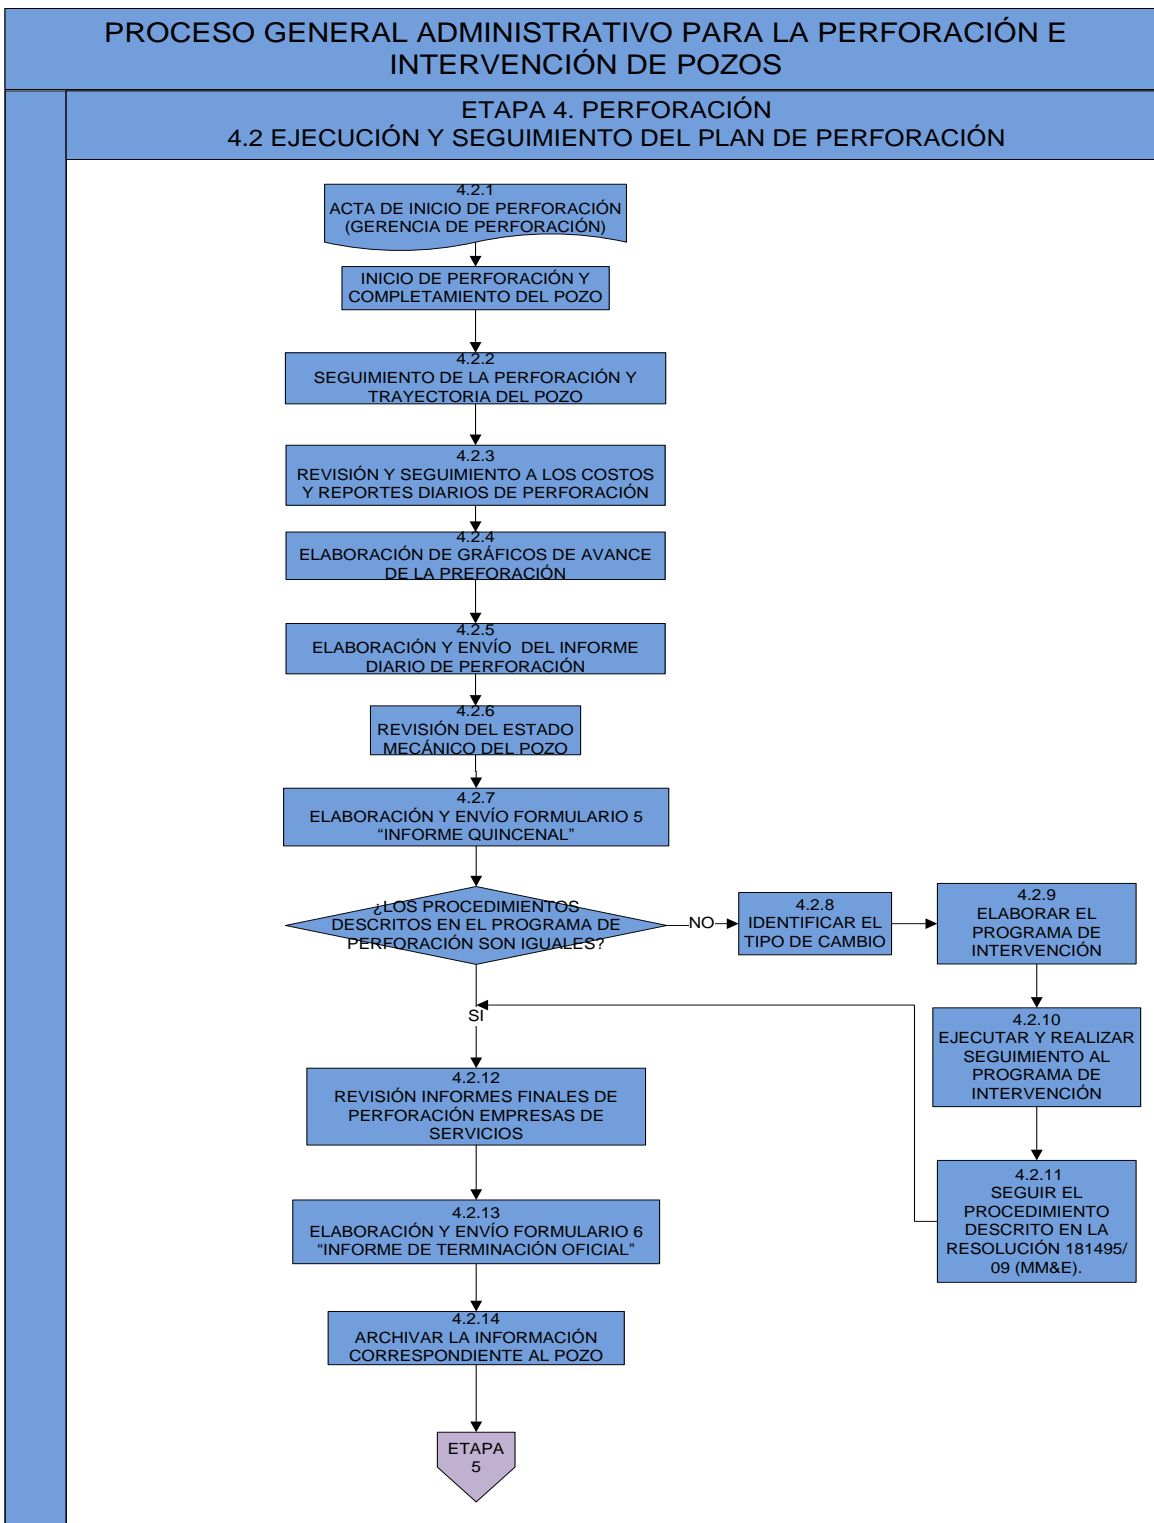 PROCESO GENERAL ADMINISTRATIVO PARA LA PERFORACIÓN E
INTERVENCIÓN DE POZOS
ETAPA 4. PERFORACIÓN
4.2 EJECUCIÓN Y SEGUIMIENTO DEL PLAN DE PERFORACIÓN
4.2.1
ACTA DE INICIO DE PERFORACIÓN
(GERENCIA DE PERFORACIÓN)
INICIO DE PERFORACIÓN Y
COMPLETAMIENTO DEL POZO
4.2.2
SEGUIMIENTO DE LA PERFORACIÓN Y
TRAYECTORIA DEL POZO
4.2.3
REVISIÓN Y SEGUIMIENTO A LOS COSTOS
Y REPORTES DIARIOS DE PERFORACIÓN
4.2.4
ELABORACIÓN DE GRÁFICOS DE AVANCE
DE LA PREFORACIÓN
4.2.5
ELABORACIÓN Y ENVÍO DEL INFORME
DIARIO DE PERFORACIÓN
4.2.6
REVISIÓN DEL ESTADO
MECÁNICO DEL POZO
4.2.7
ELABORACIÓN Y ENVÍO FORMULARIO 5
“INFORME QUINCENAL”
¿LOS PROCEDIMIENTOS
DESCRITOS EN EL PROGRAMA DE
PERFORACIÓN SON IGUALES?
NO
4.2.8
IDENTIFICAR EL
TIPO DE CAMBIO
4.2.9
ELABORAR EL
PROGRAMA DE
INTERVENCIÓN
4.2.10
EJECUTAR Y REALIZAR
SEGUIMIENTO AL
PROGRAMA DE
INTERVENCIÓN
4.2.11
SEGUIR EL
PROCEDIMIENTO
DESCRITO EN LA
RESOLUCIÓN 181495/
09 (MM&E).
SI
4.2.12
REVISIÓN INFORMES FINALES DE
PERFORACIÓN EMPRESAS DE
SERVICIOS
4.2.13
ELABORACIÓN Y ENVÍO FORMULARIO 6
“INFORME DE TERMINACIÓN OFICIAL”
4.2.14
ARCHIVAR LA INFORMACIÓN
CORRESPONDIENTE AL POZO
ETAPA
5